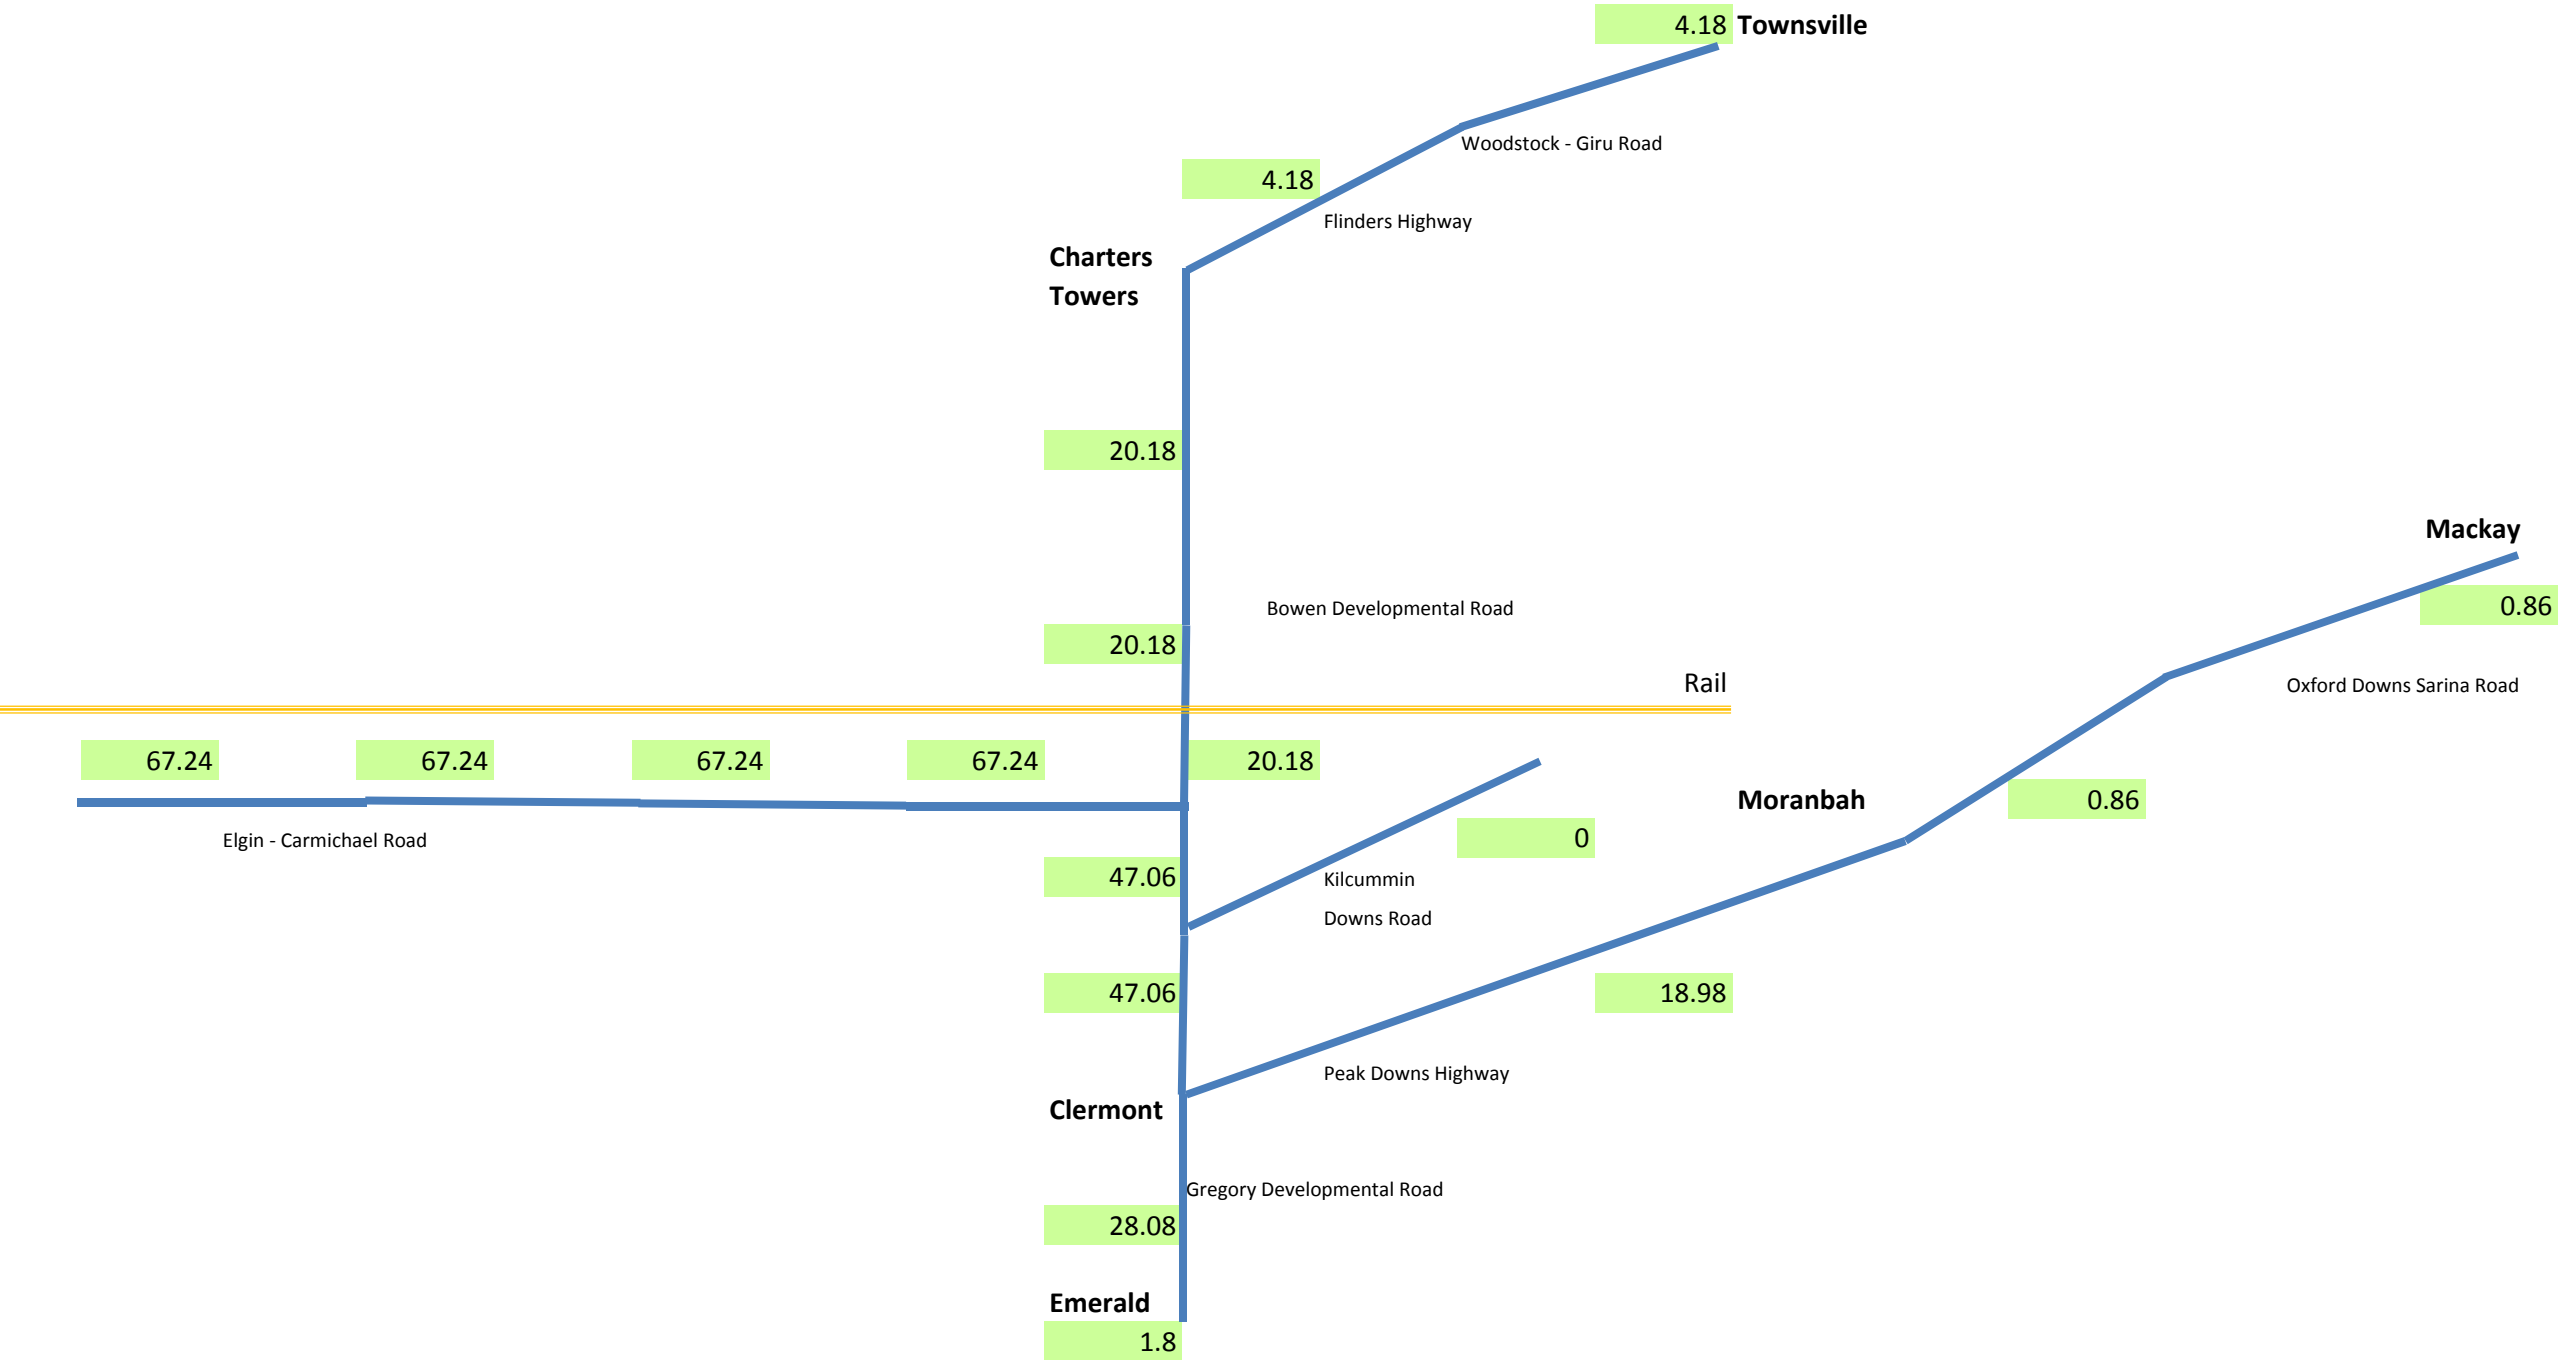 4.18 Townsville
Woodstock - Giru Road
4.18
Flinders Highway
Charters
Towers
20.18
Mackay
0.86
Bowen Developmental Road
20.18
Rail
Oxford Downs Sarina Road
67.24 67.24 67.24 67.24 20.18
Moranbah 0.86
Elgin - Carmichael Road
0
47.06
Kilcummin
Downs Road
47.06
18.98
Peak Downs Highway
Clermont
Gregory Developmental Road
28.08
Emerald
1.8